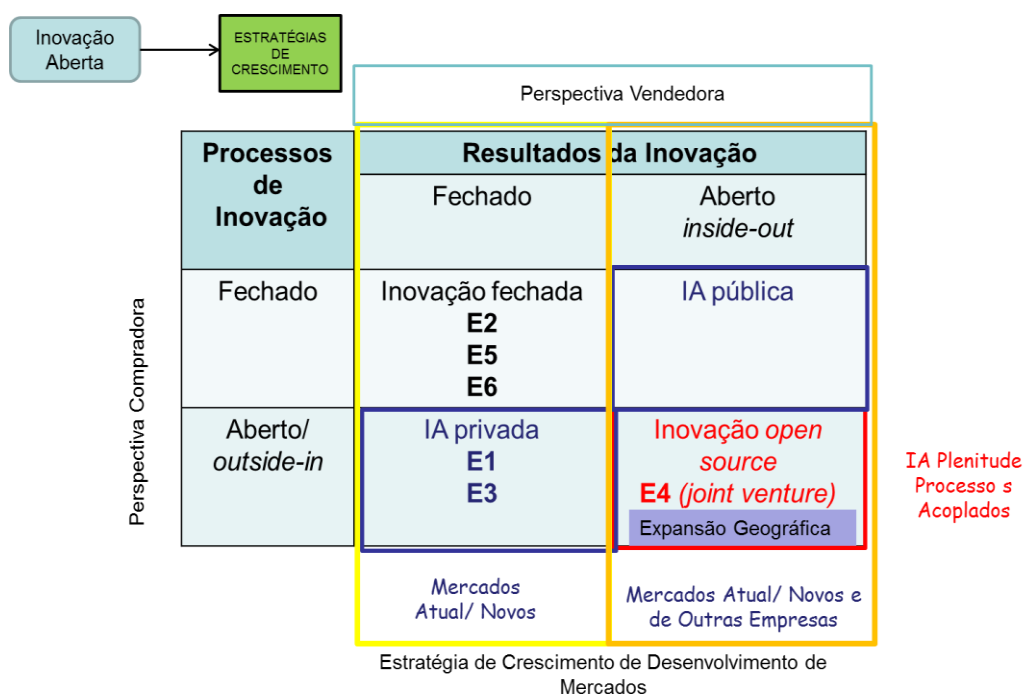 Inovação
Aberta
ESTRATÉGIAS
DE
CRESCIMENTO
Perspectiva Vendedora
Processos
de
Inovação
Resultados da Inovação
Fechado
Aberto
inside-out
Perspectiva Compradora
Fechado
Inovação fechada
E2
E5
E6
IA pública
Aberto/
outside-in
IA privada
E1
E3
Inovação open
source
E4 (joint venture)
Expansão Geográfica
IA Plenitude
Processo s
Acoplados
Mercados
Atual/ Novos
Mercados Atual/ Novos e
de Outras Empresas
Estratégia de Crescimento de Desenvolvimento de
Mercados